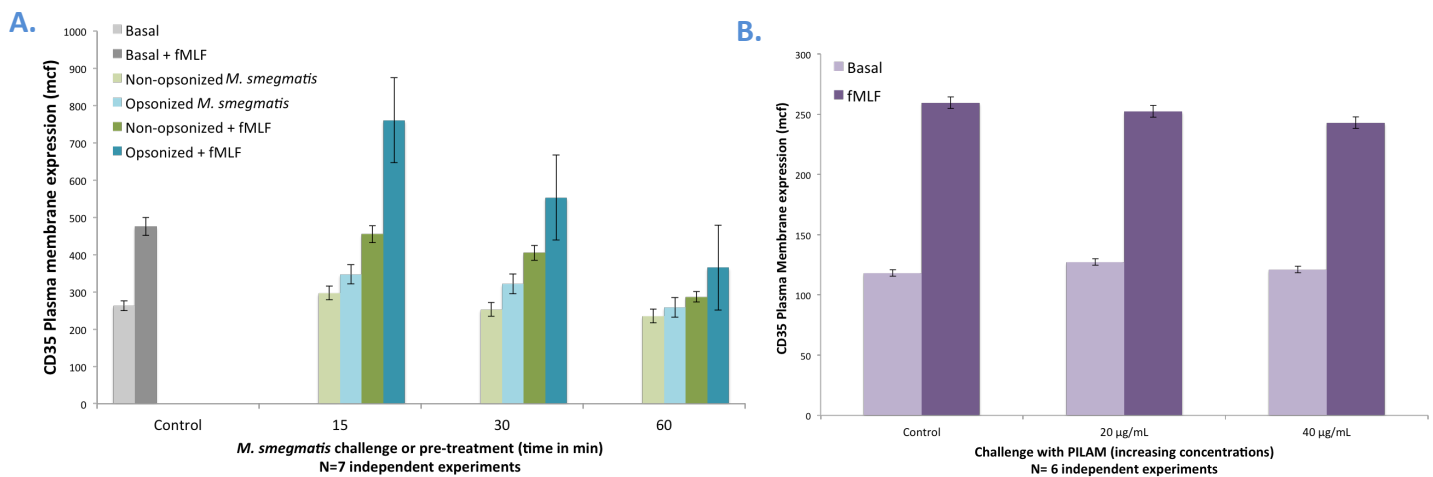 A.
CD35 Plasma membrane expression (mcf)
1000
900
800
700
600
500
400
300
200
100
0
Basal
Basal + fMLF
Non-opsonized M. smegmatis
Opsonized M. smegmatis
Non-opsonized + fMLF
Opsonized + fMLF
Control
15
30
60
M. smegmatis challenge or pre-treatment (time in min)
N=7 independent experiments
B.
CD35 Plasma Membrane expression (mcf)
300
250
200
150
100
50
0
Basal
fMLF
Control
20 µg/mL
40 µg/mL
Challenge with PILAM (increasing concentrations)
N= 6 independent experiments